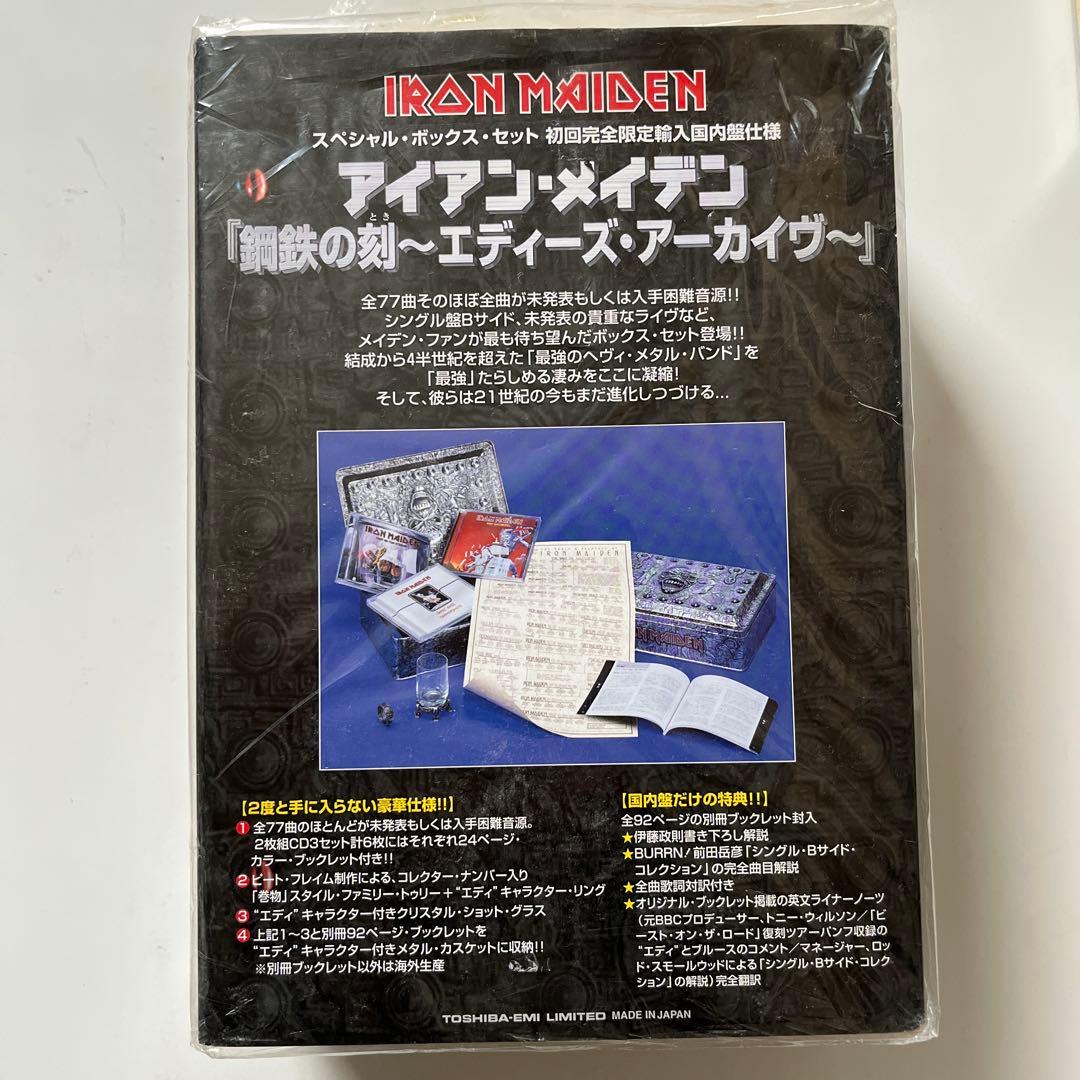 IRON MAIDEN
スペシャル・ボックス・セット 初回完全限定輸入国内盤仕様
アイアン・メイデン
『鋼鉄の刻～エディーズ・アーカイヴ～』
とき
全77曲そのほぼ全曲が未発表もしくは入手困難音源!!
シングル盤Bサイド、未発表の貴重なライヴなど、
メイデン・ファンが最も待ち望んだボックス・セット登場!!
結成から4半世紀を超えた「最強のヘヴィ・メタル・バンド」を
「最強」たらしめる凄みをここに凝縮!
そして、彼らは21世紀の今もまだ進化しつづける...
IRON MAIDEN
IRON MAIDEN
IRON MAIDEN
IRON MAIDEN
IRON MAIDEN
【2度と手に入らない豪華仕様!!】
1 全77曲のほとんどが未発表もしくは入手困難音源。
2枚組CD3セット計6枚にはそれぞれ24ページ・
カラー・ブックレット付き!!
2 ピート・フレイム制作による、コレクター・ナンバー入り
「巻物」スタイル・ファミリー・トゥリー＋“エディ”キャラクター・リング
3 “エディ”キャラクター付きクリスタル・ショット・グラス
4 上記1～3と別冊92ページ・ブックレットを
“エディ”キャラクター付きメタル・カスケットに収納!!
※別冊ブックレット以外は海外生産
【国内盤だけの特典!!】
全92ページの別冊ブックレット封入
★伊藤政則書き下ろし解説
★BURRN! 前田岳彦「シングル・Bサイド・
コレクション」の完全曲目解説
★全曲歌詞対訳付き
★オリジナル・ブックレット掲載の英文ライナーノーツ
(元BBCプロデューサー、トニー・ウィルソン／「ビ
ースト・オン・ザ・ロード」復刻ツアーパンフ収録の
“エディ”とブルースのコメント／マネージャー、ロッ
ド・スモールウッドによる「シングル・Bサイド・コレク
ション」の解説)完全翻訳
TOSHIBA-EMI LIMITED MADE IN JAPAN